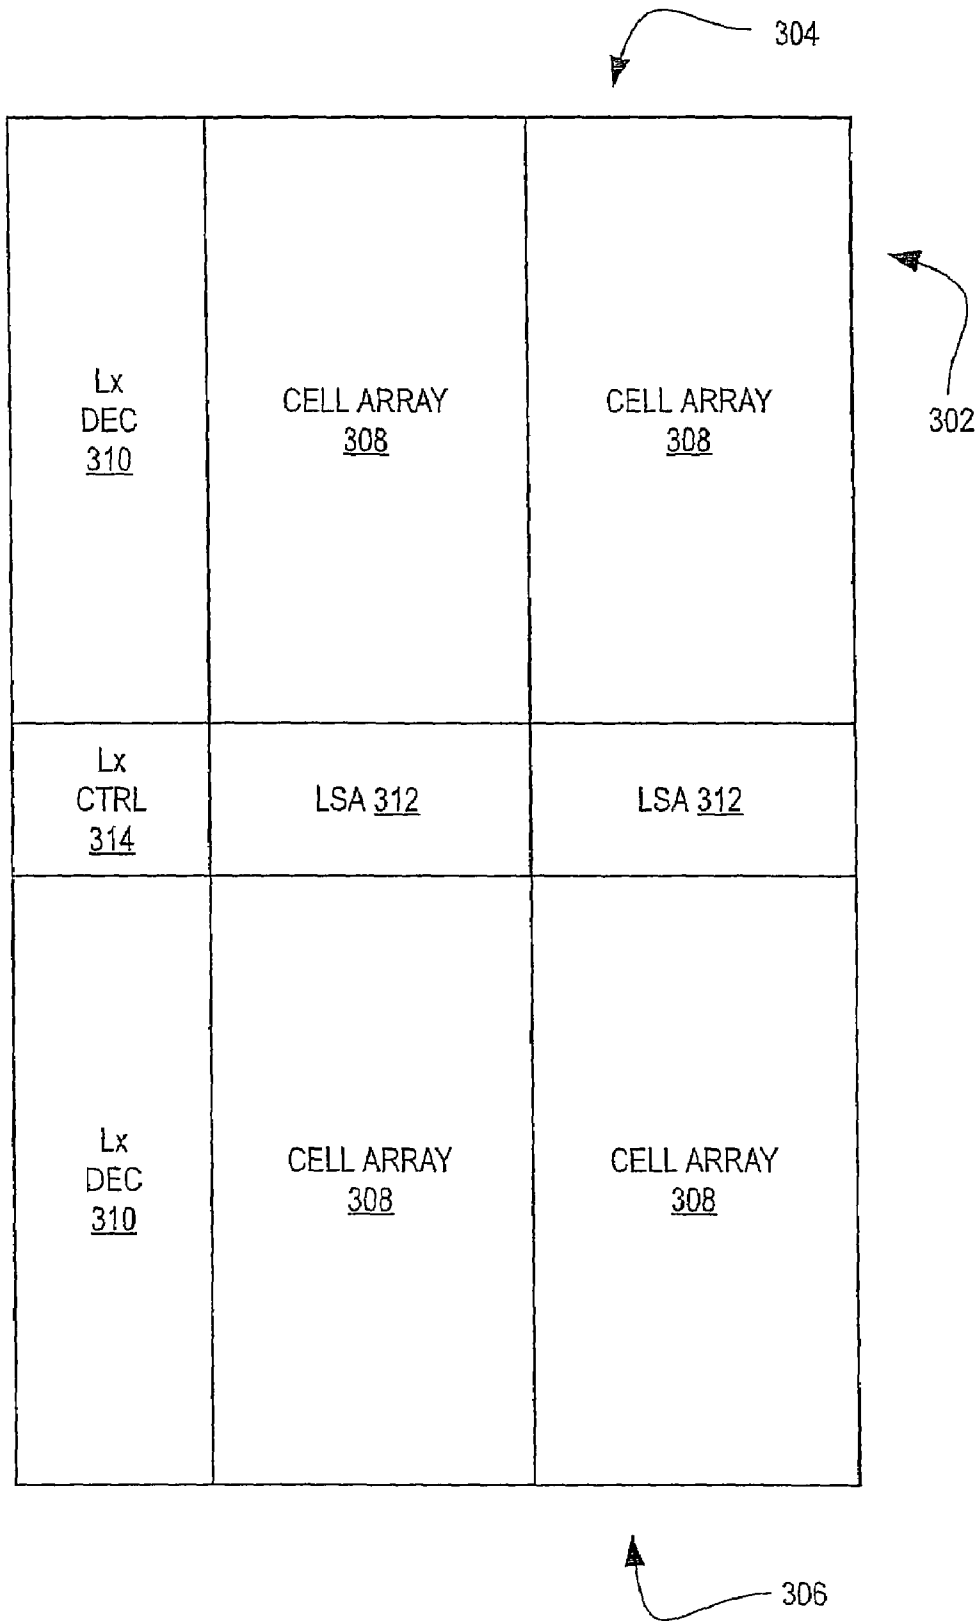 304
302
Lx
DEC
310
CELL ARRAY
308
CELL ARRAY
308
Lx
CTRL
314
LSA 312
LSA 312
Lx
DEC
310
CELL ARRAY
308
CELL ARRAY
308
306